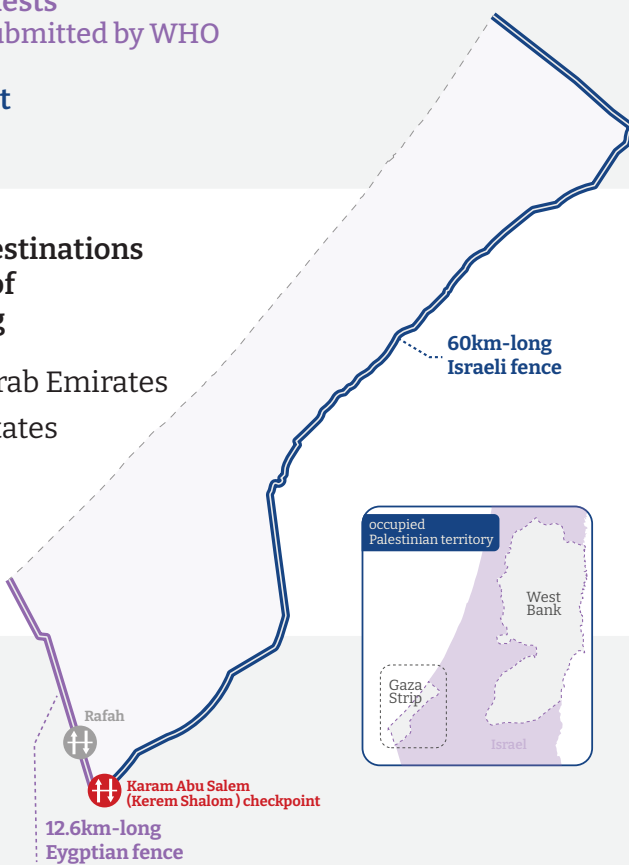 ests
ubmitted by WHO
t
estinations
of
g
rab Emirates
tates
60km-long
Israeli fence
occupied
Palestinian territory
West
Bank
Gaza
Strip
Israel
Rafah
Karam Abu Salem
(Kerem Shalom ) checkpoint
12.6km-long
Eygptian fence